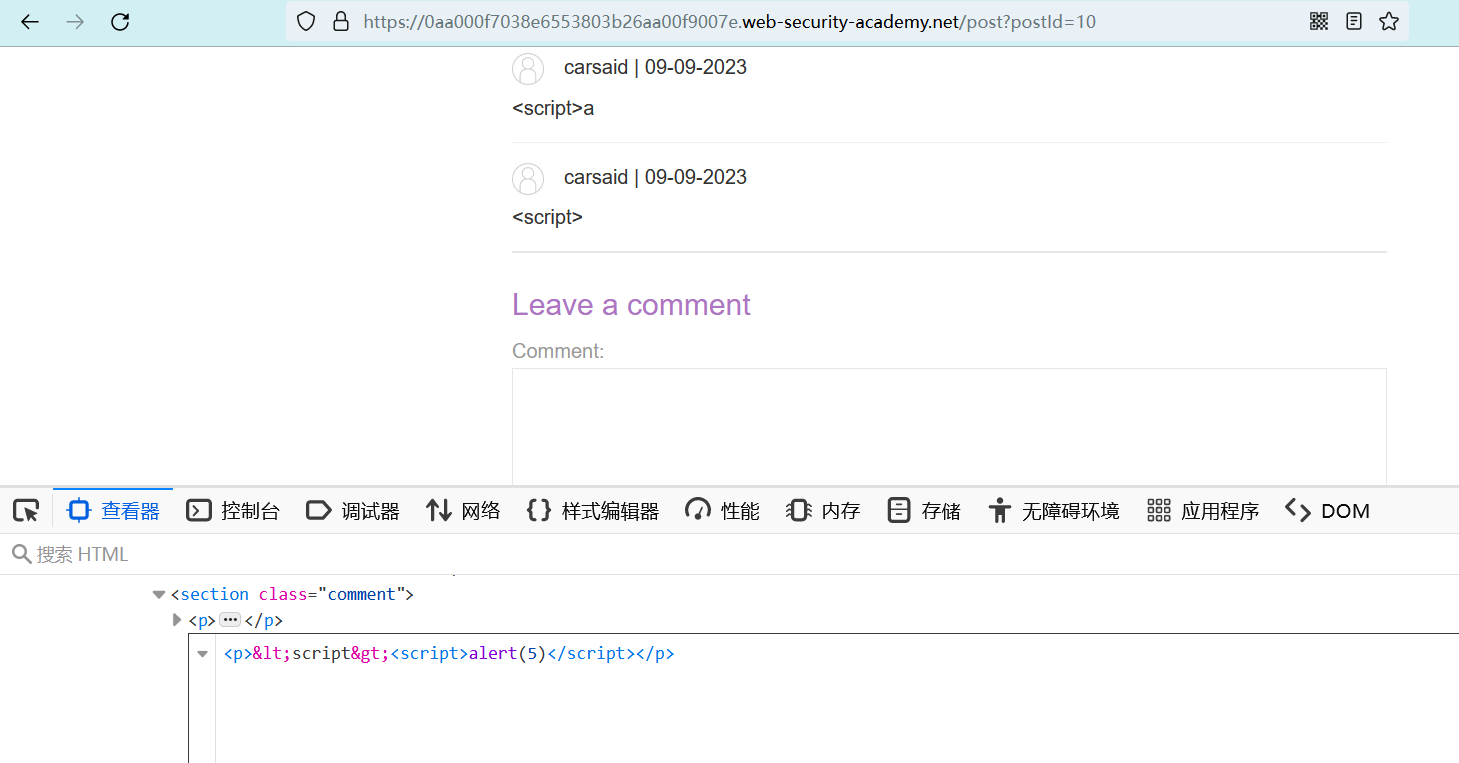 https://0aa000f7038e6553803b26aa00f9007e.web-security-academy.net/post?postId=10
carsaid | 09-09-2023
<script>a
carsaid | 09-09-2023
<script>
Leave a comment
Comment:
查看器 控制台 调试器 网络 样式编辑器 性能 内存 存储 无障碍环境 应用程序 DOM
搜索 HTML
<section class="comment">
<p>···</p>
<p>&lt;script&gt;<script>alert(5)</script></p>